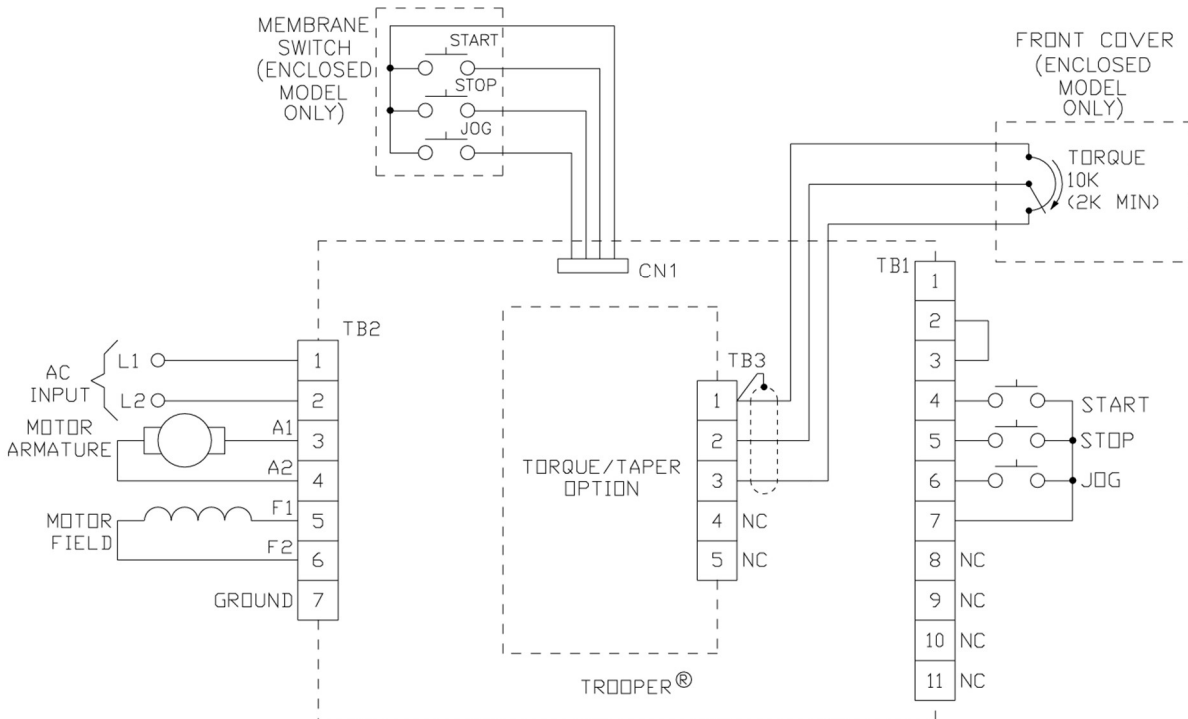 MEMBRANE
SWITCH
(ENCLOSED
MODEL
ONLY)
START
STOP
JOG
FRONT COVER
(ENCLOSED
MODEL
ONLY)
TORQUE
10K
(2K MIN)
CN1
TB2
AC
INPUT
L1
L2
MOTOR
ARMATURE
A1
A2
MOTOR
FIELD
F1
F2
GROUND
1
2
3
4
5
6
7
TORQUE/TAPER
OPTION
TB3
1
2
3
4 NC
5 NC
TROOPER®
TB1
1
2
3
4 START
5 STOP
6 JOG
7
8 NC
9 NC
10 NC
11 NC